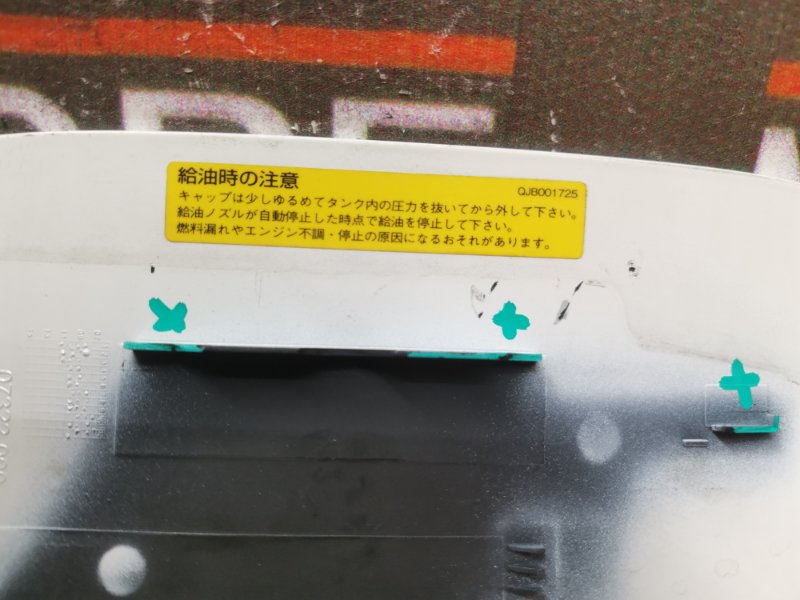 給油時の注意 QJB001725
キャップは少しゆるめてタンク内の圧力を抜いてから外して下さい。
給油ノズルが自動停止した時点で給油を停止して下さい。
燃料漏れやエンジン不調・停止の原因になるおそれがあります。